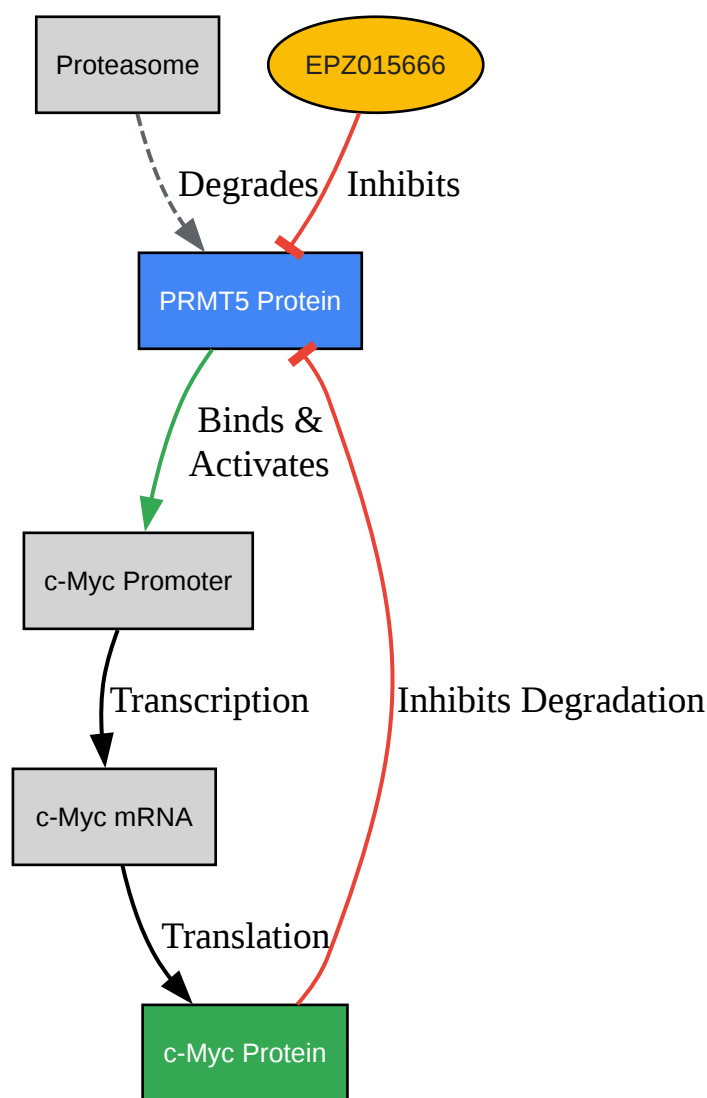 Proteasome
EPZ015666
Degrades
Inhibits
PRMT5 Protein
Binds &
Activates
c-Myc Promoter
Transcription
Inhibits Degradation
c-Myc mRNA
Translation
c-Myc Protein